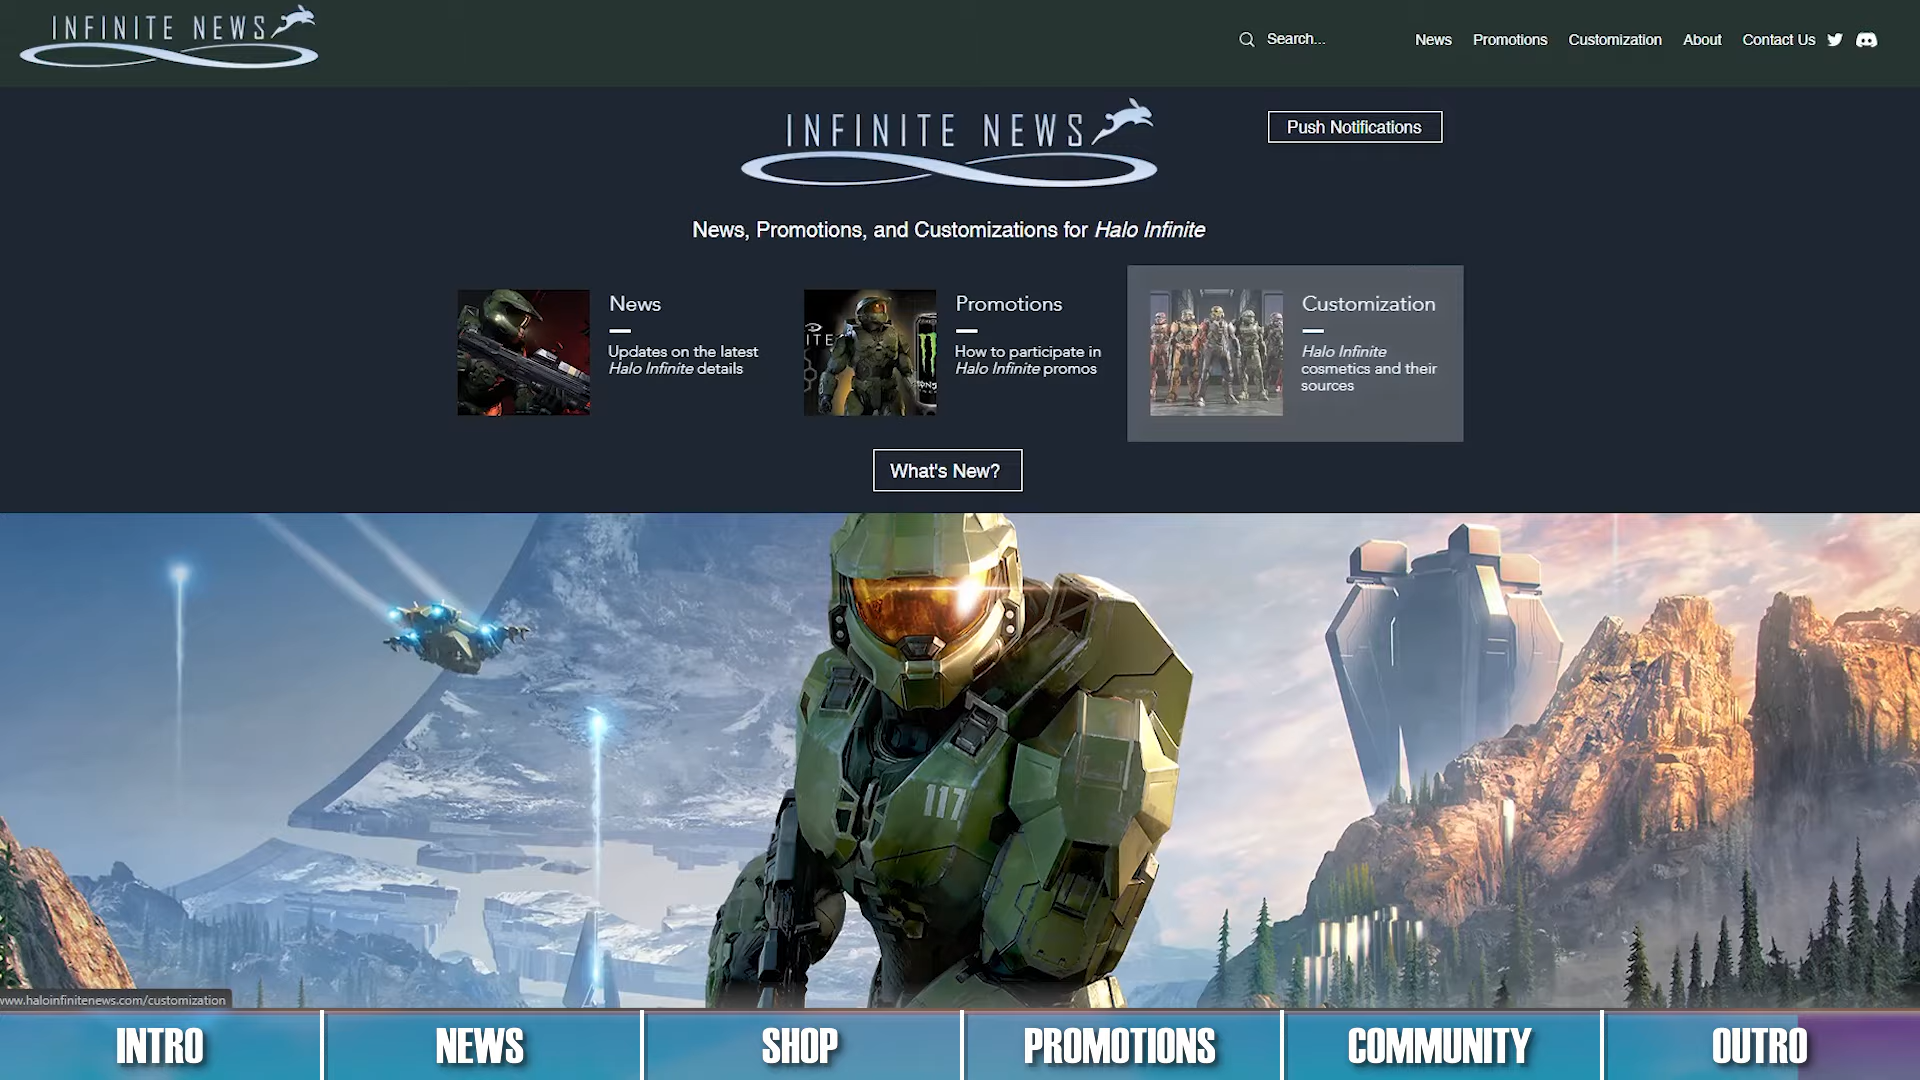 INFINITE NEWS
Search...
News
Promotions
Customization
About
Contact Us
INFINITE NEWS
Push Notifications
News, Promotions, and Customizations for Halo Infinite
News
Updates on the latest
Halo Infinite details
Promotions
How to participate in
Halo Infinite promos
Customization
Halo Infinite
cosmetics and their
sources
What's New?
117
www.haloinfinitenews.com/customization
INTRO
NEWS
SHOP
PROMOTIONS
COMMUNITY
OUTRO